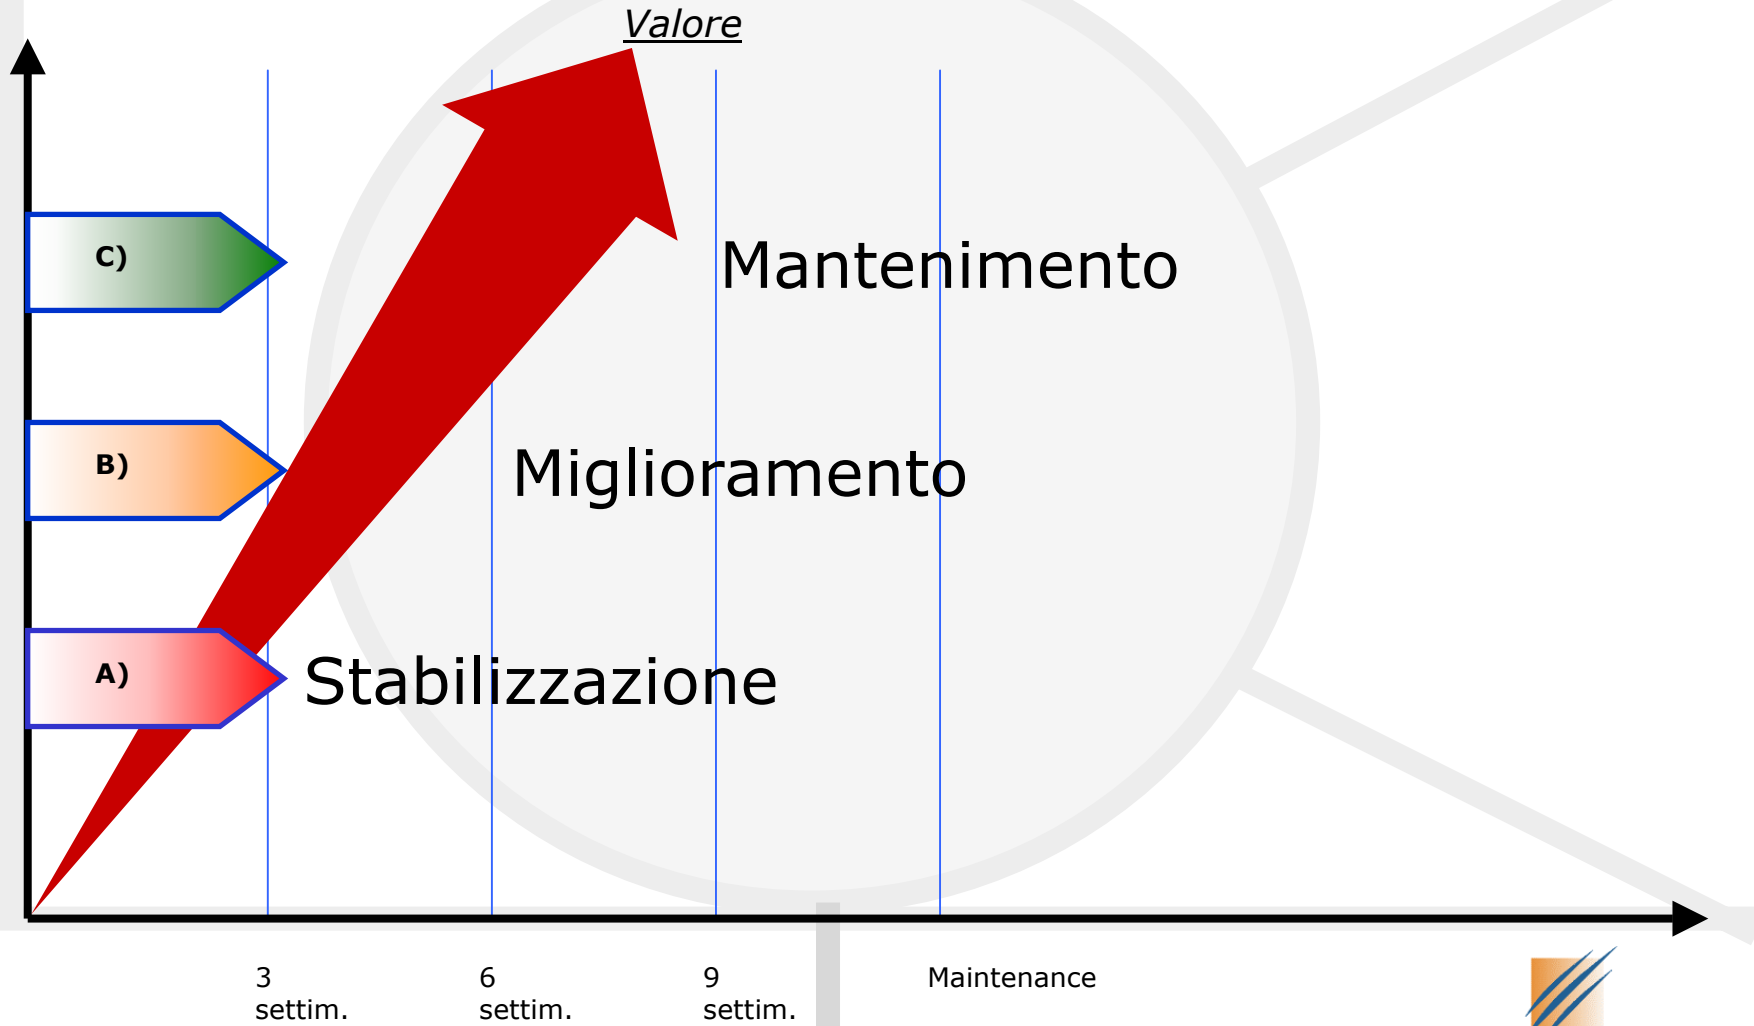 Valore
C)
Mantenimento
B)
Miglioramento
A)
Stabilizzazione
3
settim.
6
settim.
9
settim.
Maintenance